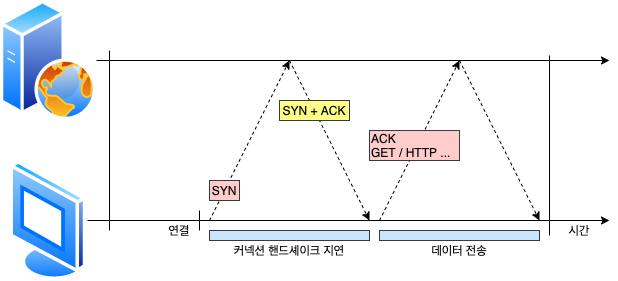 SYN + ACK
ACK
GET / HTTP ...
SYN
연결
시간
커넥션 핸드셰이크 지연
데이터 전송